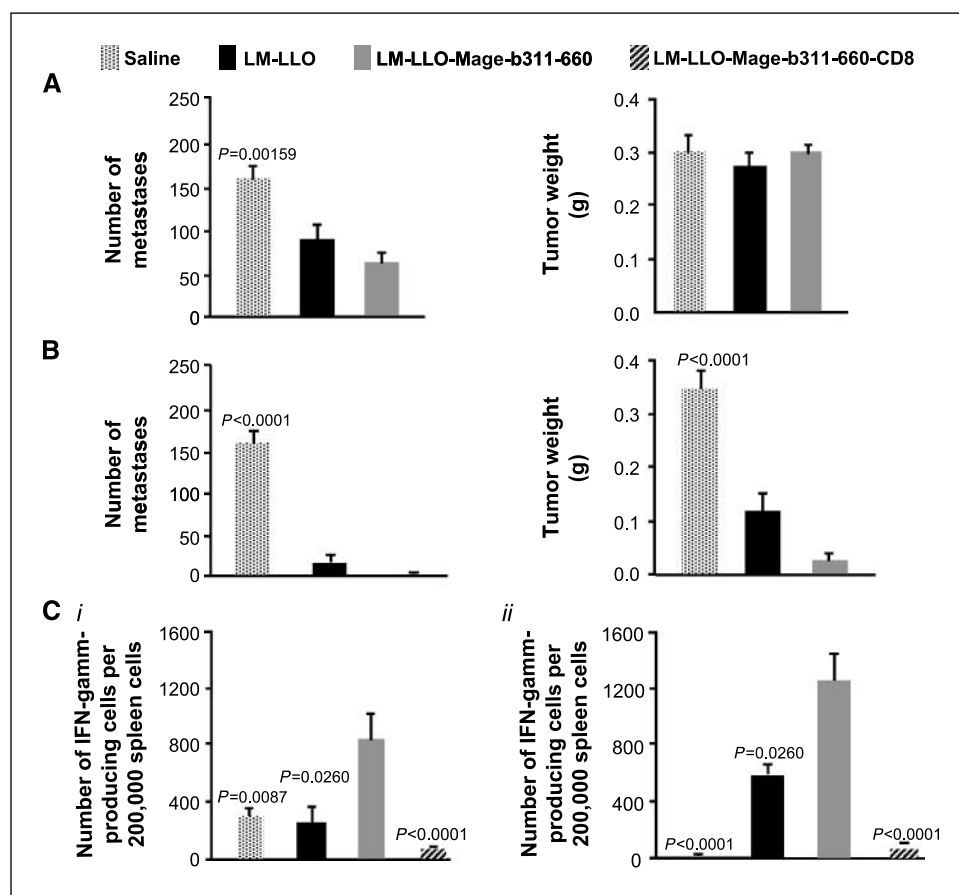 Saline LM-LLO LM-LLO-Mage-b311-660 LM-LLO-Mage-b311-660-CD8
A
Number of
metastases
250
200
150
100
50
0
P=0.00159
Tumor weight
(g)
0.4
0.3
0.2
0.1
0.0
B
Number of
metastases
250
200
150
100
50
0
P<0.0001
Tumor weight
(g)
0.4
0.3
0.2
0.1
0.0
P<0.0001
C i
Number of IFN-gamm-
producing cells per
200,000 spleen cells
1600
1200
800
400
0
P=0.0087
P=0.0260
P<0.0001
ii
Number of IFN-gamm-
producing cells per
200,000 spleen cells
1600
1200
800
400
0
P<0.0001
P=0.0260
P<0.0001